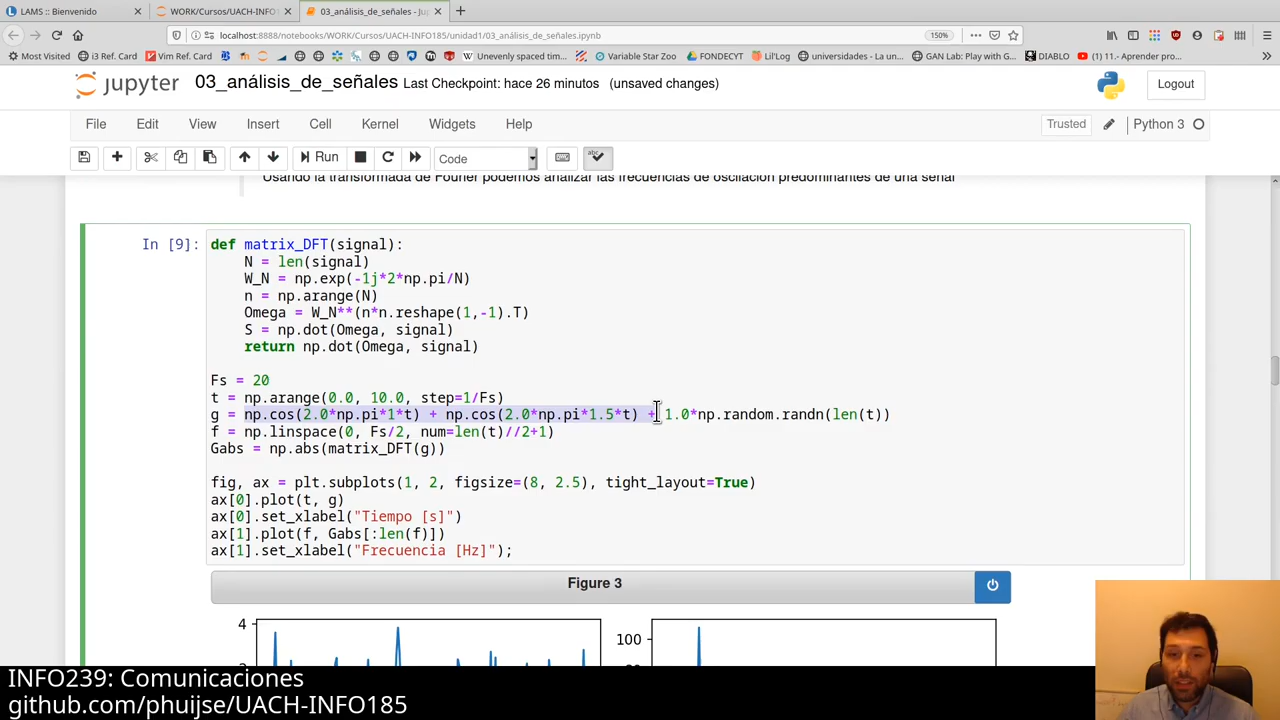 LAMS :: Bienvenido
WORK/Cursos/UACH-INFO1
03_análisis_de_señales - Jup
localhost:8888/notebooks/WORK/Cursos/UACH-INFO185/unidad1/03_análisis_de_señales.ipynb
150%
Most Visited
i3 Ref. Card
Vim Ref. Card
Unevenly spaced tim...
Variable Star Zoo
FONDECYT
Lil'Log
universidades - La un...
GAN Lab: Play with G...
DIABLO
11.- Aprender pro...
jupyter 03_análisis_de_señales Last Checkpoint: hace 26 minutos (unsaved changes)
Logout
File Edit View Insert Cell Kernel Widgets Help
Trusted
Python 3
Run
Code
Usando la transformada de Fourier podemos analizar las frecuencias de oscilación predominantes de una señal
In [9]:
def matrix_DFT(signal):
    N = len(signal)
    W_N = np.exp(-1j*2*np.pi/N)
    n = np.arange(N)
    Omega = W_N**(n*n.reshape(1,-1).T)
    S = np.dot(Omega, signal)
    return np.dot(Omega, signal)
Fs = 20
t = np.arange(0.0, 10.0, step=1/Fs)
g = np.cos(2.0*np.pi*1*t) + np.cos(2.0*np.pi*1.5*t) + 1.0*np.random.randn(len(t))
f = np.linspace(0, Fs/2, num=len(t)//2+1)
Gabs = np.abs(matrix_DFT(g))
fig, ax = plt.subplots(1, 2, figsize=(8, 2.5), tight_layout=True)
ax[0].plot(t, g)
ax[0].set_xlabel("Tiempo [s]")
ax[1].plot(f, Gabs[:len(f)])
ax[1].set_xlabel("Frecuencia [Hz]");
Figure 3
4
100
INFO239: Comunicaciones
github.com/phuijse/UACH-INFO185